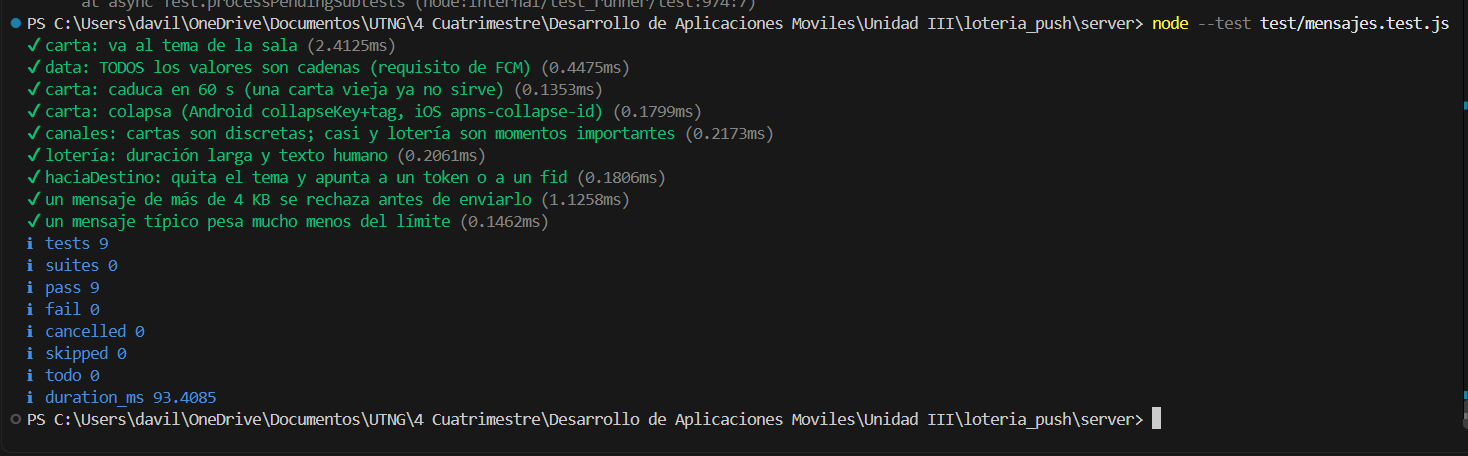 at async Test.processPendingSubtests (node:internal/test_runner/test:974:7)
PS C:\Users\davil\OneDrive\Documentos\UTNG\4 Cuatrimestre\Desarrollo de Aplicaciones Moviles\Unidad III\loteria_push\server> node --test test/mensajes.test.js
✔ carta: va al tema de la sala (2.4125ms)
✔ data: TODOS los valores son cadenas (requisito de FCM) (0.4475ms)
✔ carta: caduca en 60 s (una carta vieja ya no sirve) (0.1353ms)
✔ carta: colapsa (Android collapseKey+tag, iOS apns-collapse-id) (0.1799ms)
✔ canales: cartas son discretas; casi y lotería son momentos importantes (0.2173ms)
✔ lotería: duración larga y texto humano (0.2061ms)
✔ haciaDestino: quita el tema y apunta a un token o a un fid (0.1806ms)
✔ un mensaje de más de 4 KB se rechaza antes de enviarlo (1.1258ms)
✔ un mensaje típico pesa mucho menos del límite (0.1462ms)
ℹ tests 9
ℹ suites 0
ℹ pass 9
ℹ fail 0
ℹ cancelled 0
ℹ skipped 0
ℹ todo 0
ℹ duration_ms 93.4085
PS C:\Users\davil\OneDrive\Documentos\UTNG\4 Cuatrimestre\Desarrollo de Aplicaciones Moviles\Unidad III\loteria_push\server>